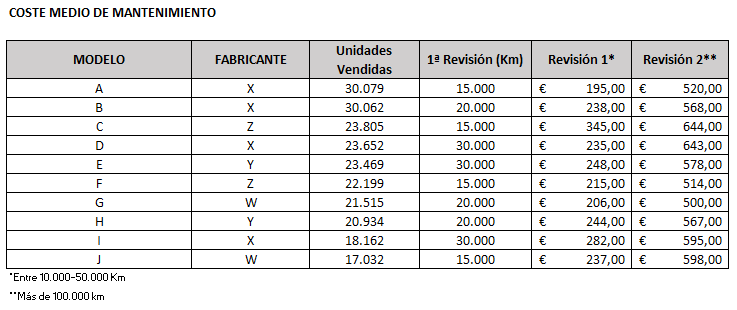 COSTE MEDIO DE MANTENIMIENTO
MODELO FABRICANTE Unidades Vendidas 1ª Revisión (Km) Revisión 1* Revisión 2**
A X 30.079 15.000 € 195,00 € 520,00
B X 30.062 20.000 € 238,00 € 568,00
C Z 23.805 15.000 € 345,00 € 644,00
D X 23.652 30.000 € 235,00 € 643,00
E Y 23.469 30.000 € 248,00 € 578,00
F Z 22.199 15.000 € 215,00 € 514,00
G W 21.515 20.000 € 206,00 € 500,00
H Y 20.934 20.000 € 244,00 € 567,00
I X 18.162 30.000 € 282,00 € 595,00
J W 17.032 15.000 € 237,00 € 598,00
*Entre 10.000-50.000 Km
**Más de 100.000 km